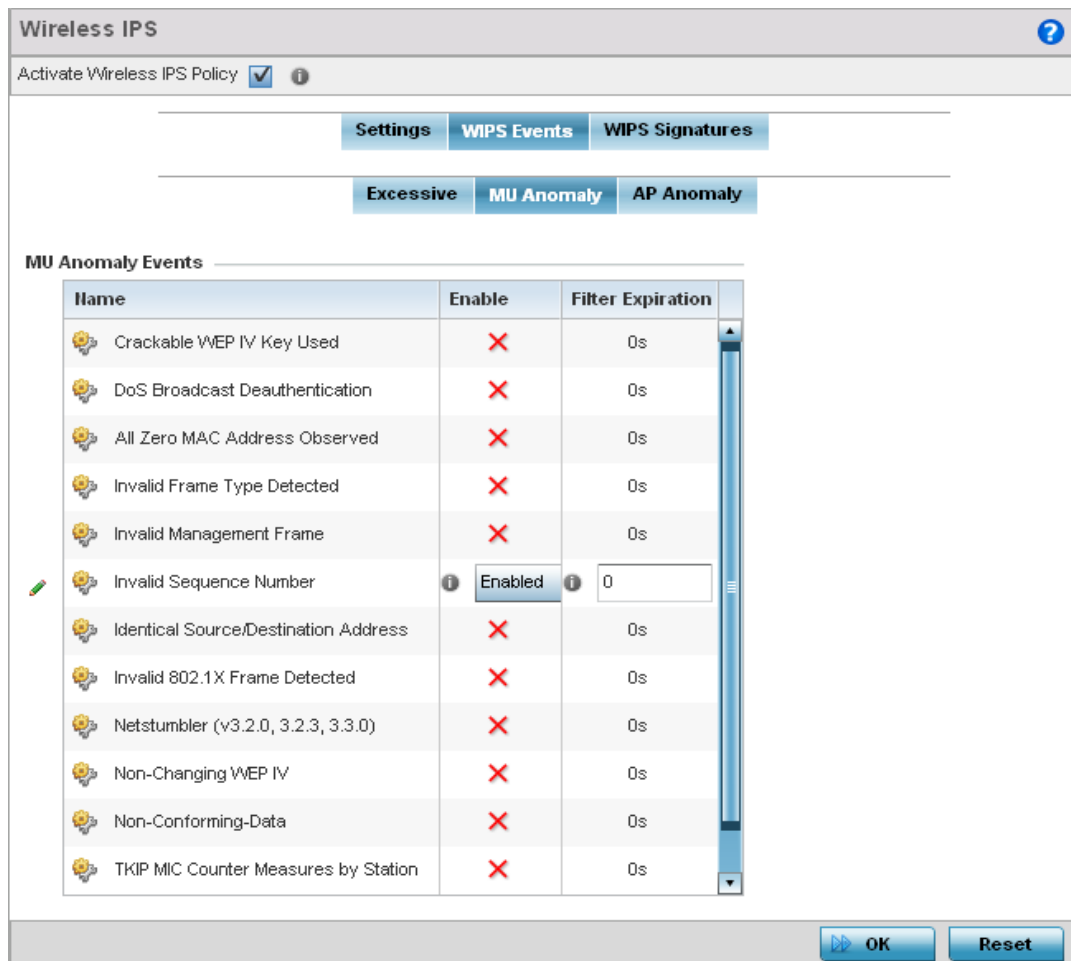 Wireless IPS
Activate Wireless IPS Policy
Settings WIPS Events WIPS Signatures
Excessive MU Anomaly AP Anomaly
MU Anomaly Events
Name Enable Filter Expiration
Crackable WEP IV Key Used 0s
DoS Broadcast Deauthentication 0s
All Zero MAC Address Observed 0s
Invalid Frame Type Detected 0s
Invalid Management Frame 0s
Invalid Sequence Number Enabled 0
Identical Source/Destination Address 0s
Invalid 802.1X Frame Detected 0s
Netstumbler (v3.2.0, 3.2.3, 3.3.0) 0s
Non-Changing WEP IV 0s
Non-Conforming-Data 0s
TKIP MIC Counter Measures by Station 0s
OK Reset